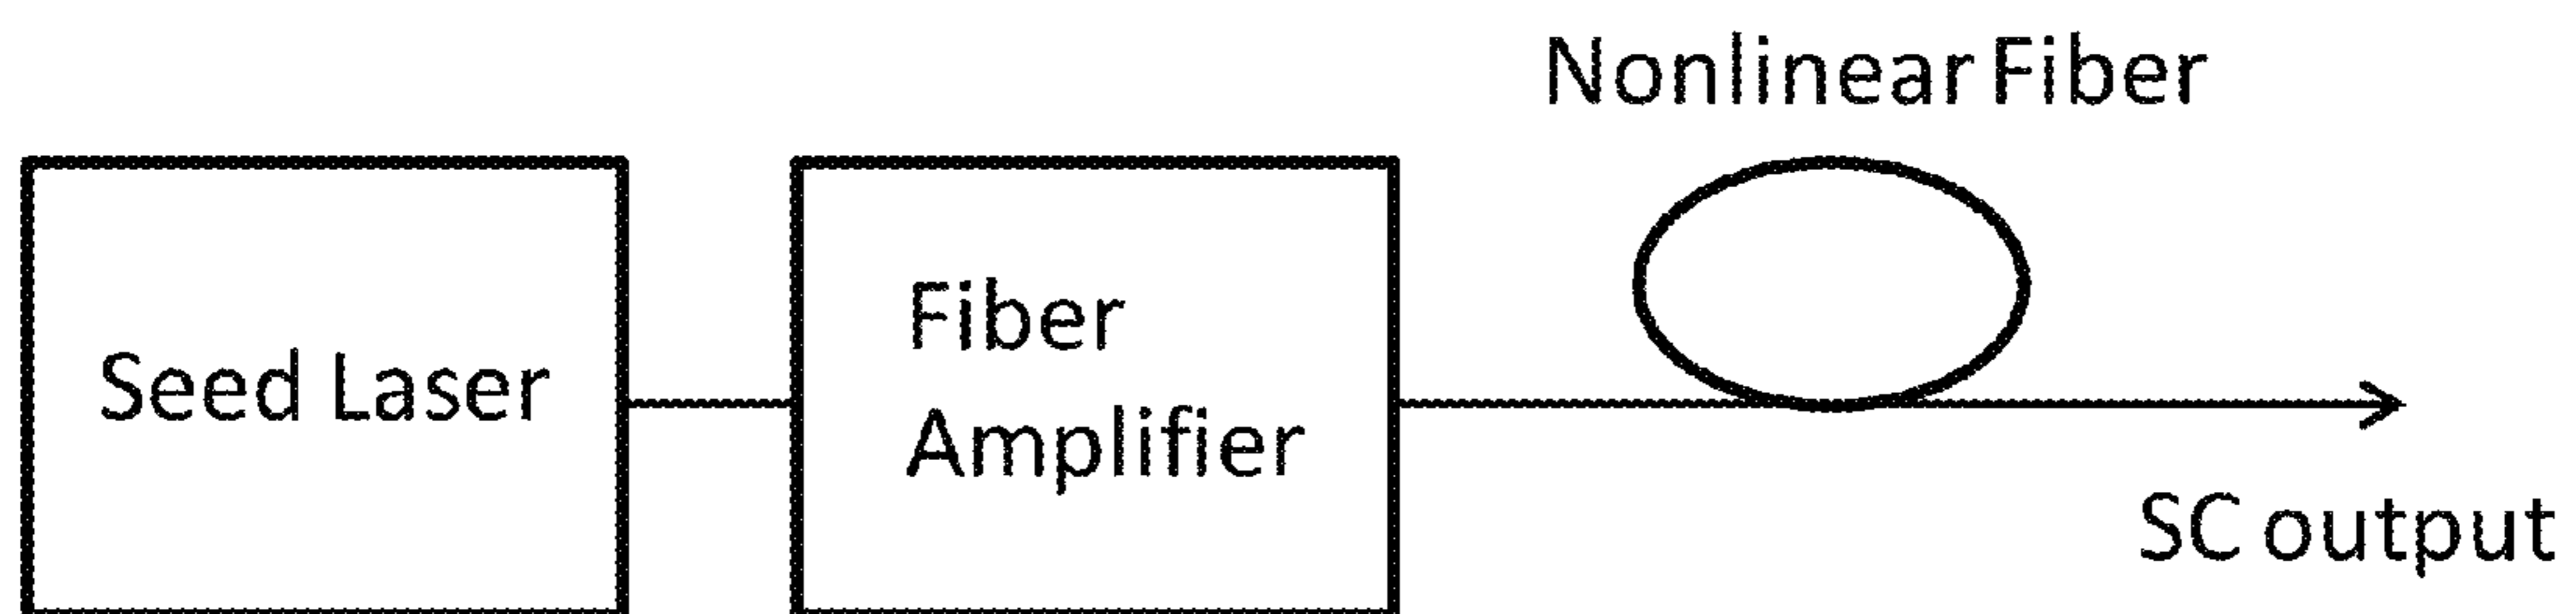 Nonlinear Fiber
Seed Laser
Fiber
Amplifier
SC output